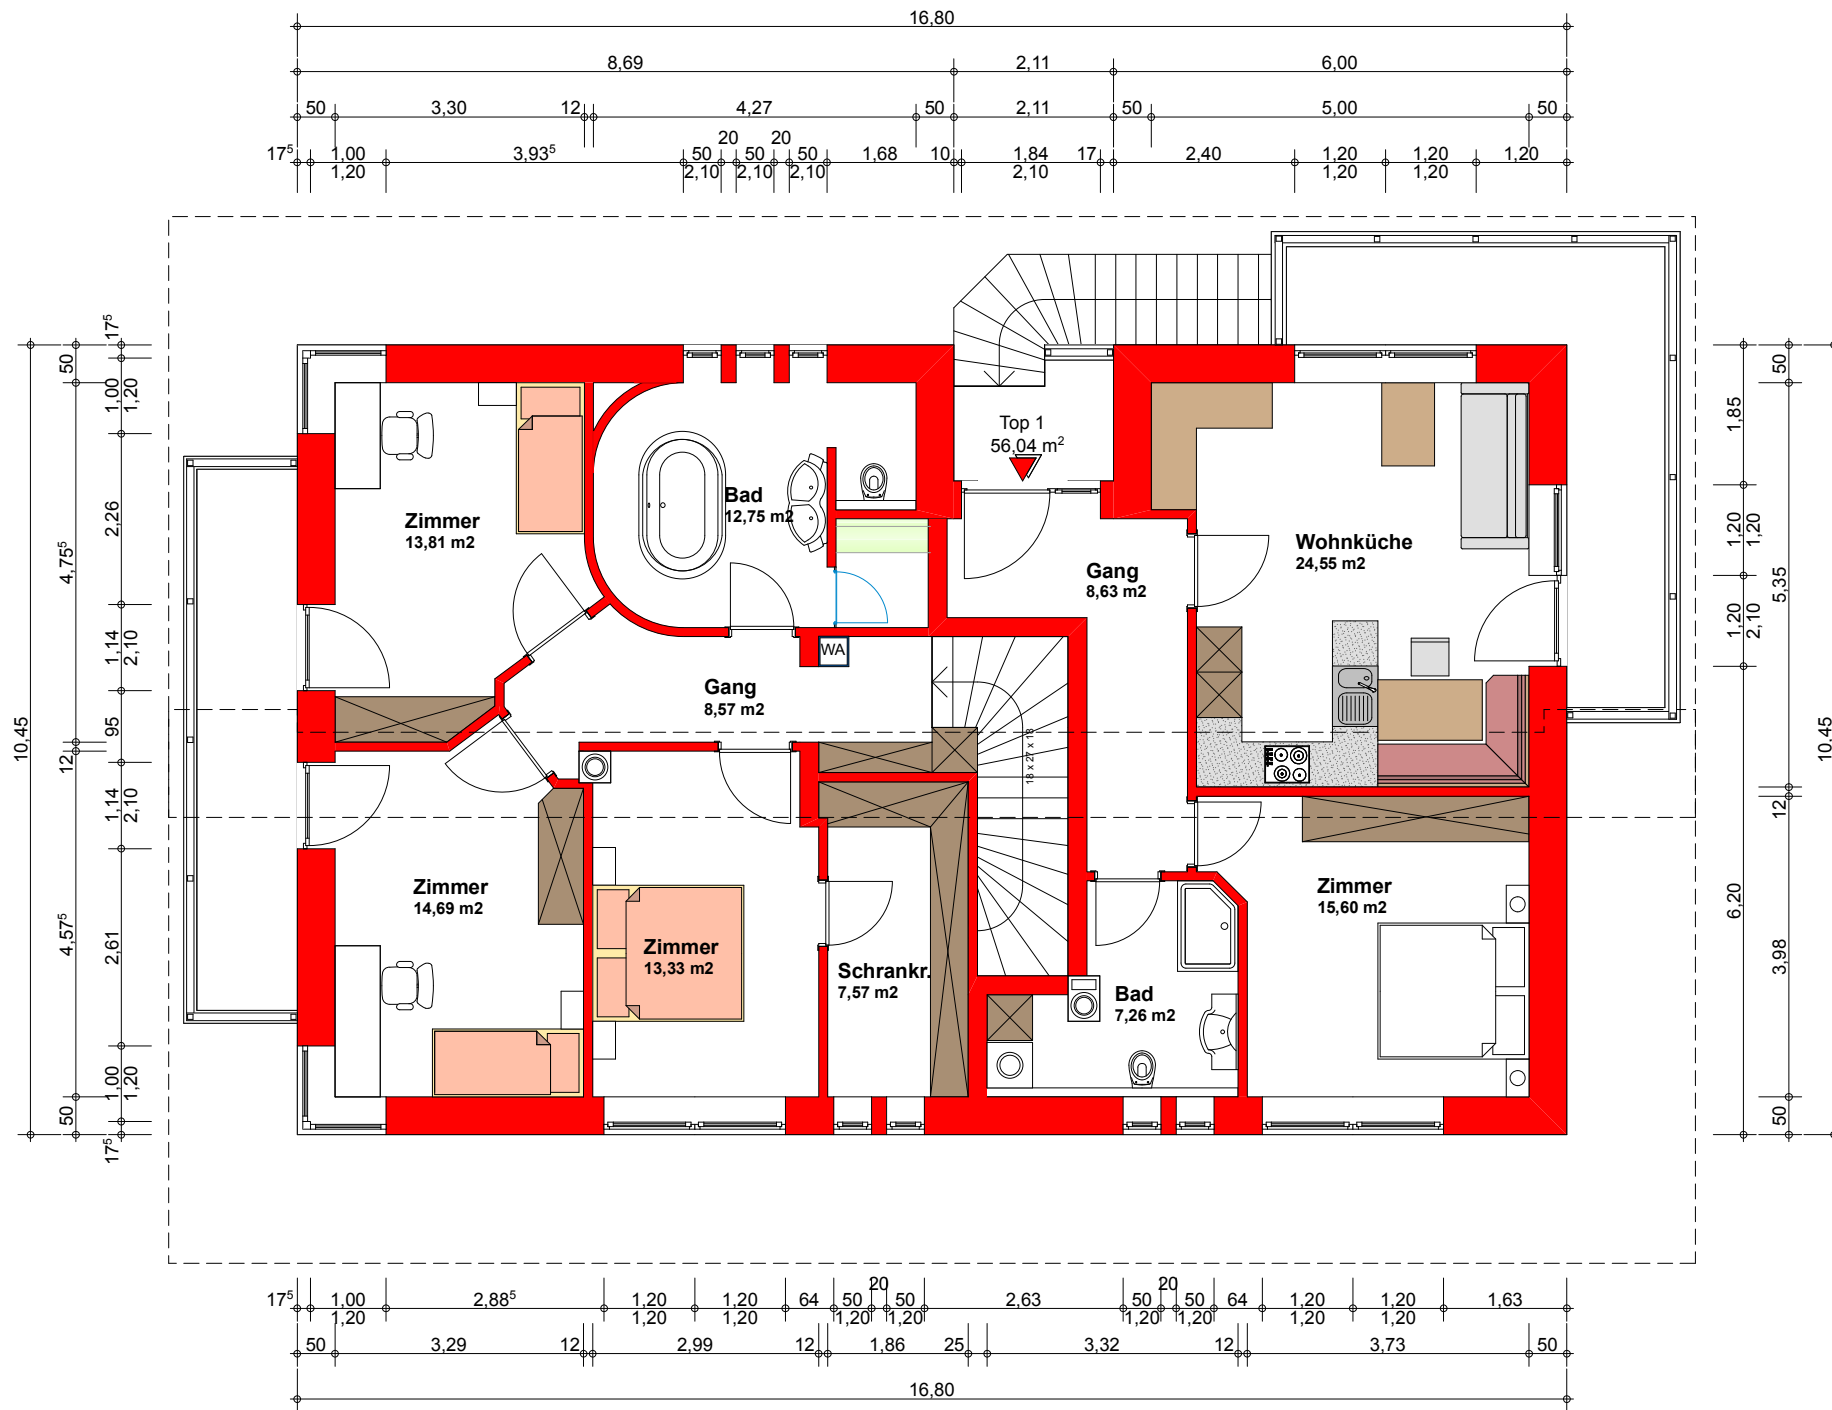 16,80
8,69 2,11 6,00
50 3,30 12 4,27 50 2,11 50 5,00 50
20 20
17⁵ 1,00 3,93⁵ 50 50 50 1,68 10 1,84 17 2,40 1,20 1,20 1,20
1,20 2,10 2,10 2,10 2,10 1,20 1,20
10,45
50 4,75⁵ 12 4,57⁵ 50
17⁵ 1,00 2,26 1,14 95 1,14 2,61 1,00 17⁵
1,20 2,10 2,10 1,20
Top 1
56,04 m²
Bad
12,75 m2
Zimmer
13,81 m2
Wohnküche
24,55 m2
Gang
8,63 m2
WA
Gang
8,57 m2
18 x 27 x 18
Zimmer
14,69 m2
Zimmer
15,60 m2
Zimmer
13,33 m2
Schrankr.
7,57 m2
Bad
7,26 m2
1,85 1,20 1,20 6,20
1,20 2,10
50 5,35 12 3,98 50
10,45
20 20
17⁵ 1,00 2,88⁵ 1,20 1,20 64 50 50 2,63 50 50 64 1,20 1,20 1,63
1,20 1,20 1,20 1,20 1,20 1,20 1,20 1,20 1,20
50 3,29 12 2,99 12 1,86 25 3,32 12 3,73 50
16,80